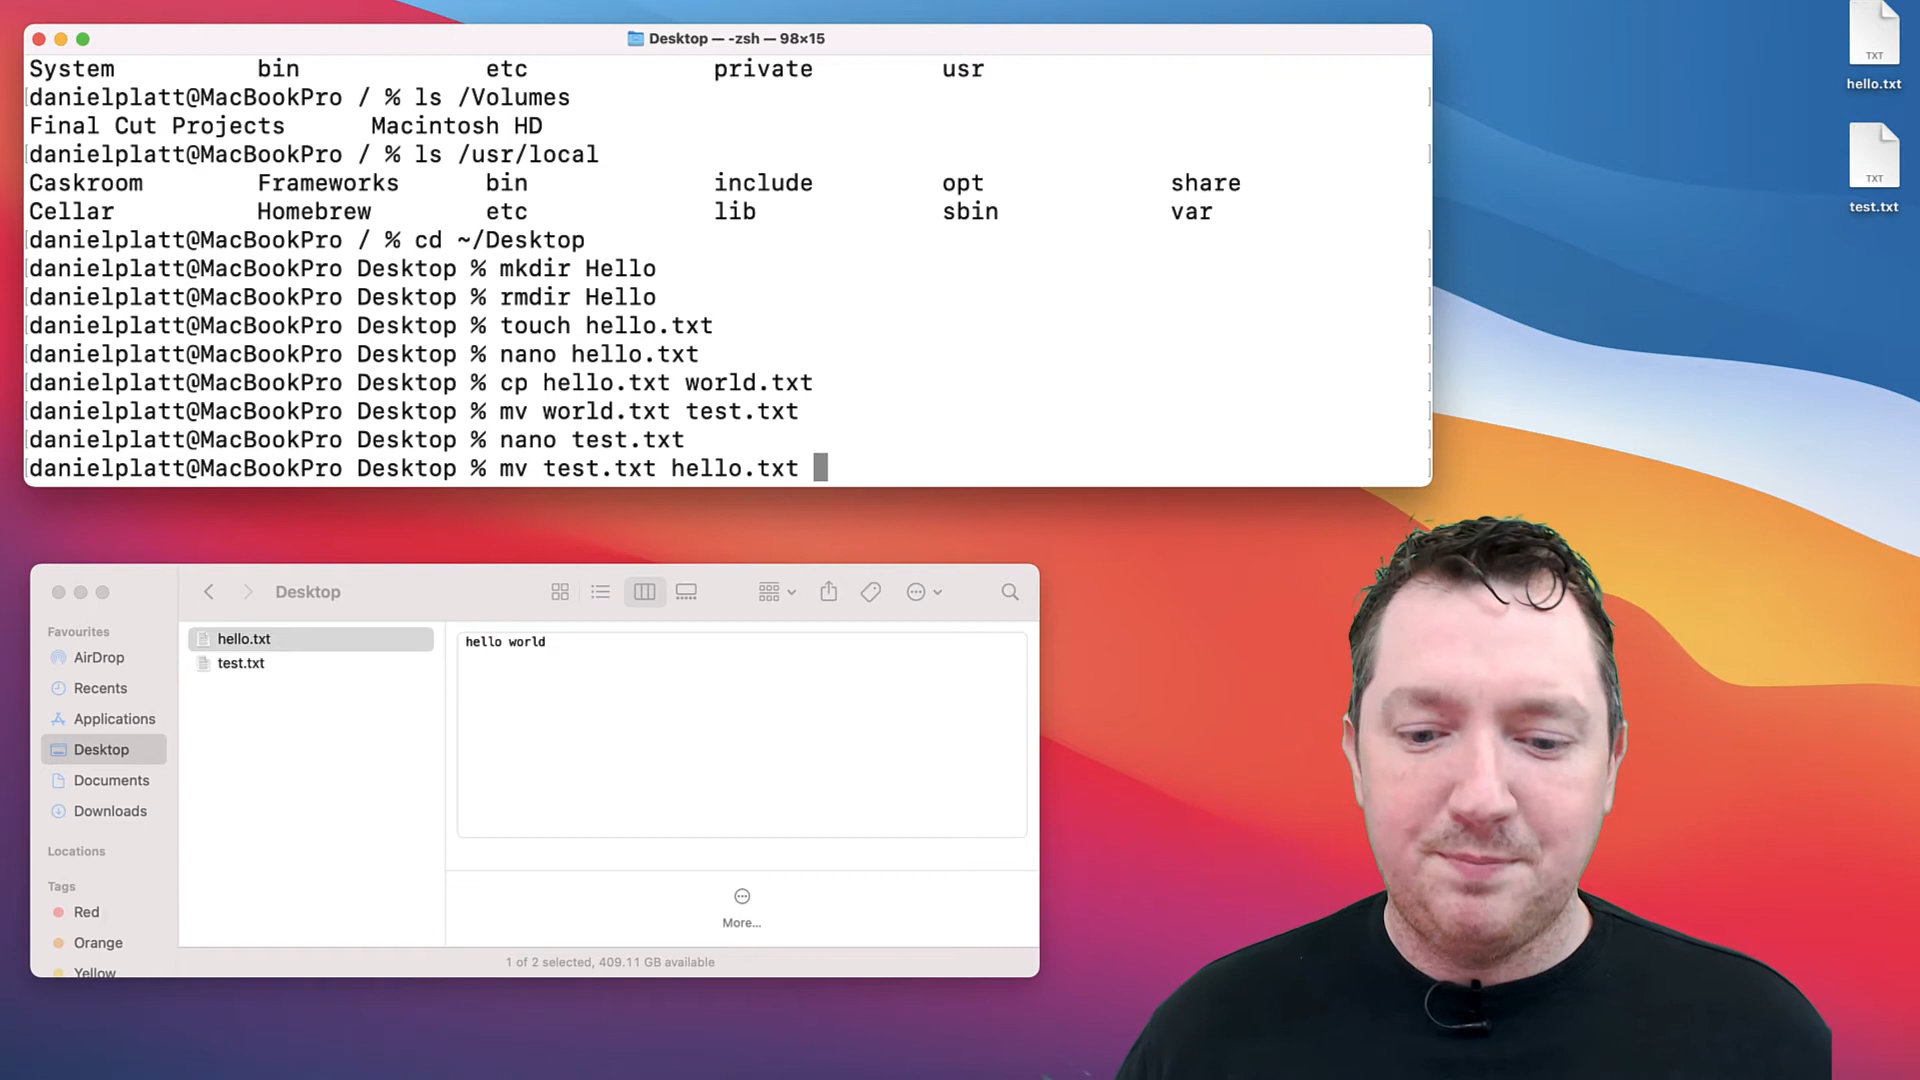 Desktop — -zsh — 98×15
System bin etc private usr
danielplatt@MacBookPro / % ls /Volumes
Final Cut Projects Macintosh HD
danielplatt@MacBookPro / % ls /usr/local
Caskroom Frameworks bin include opt share
Cellar Homebrew etc lib sbin var
danielplatt@MacBookPro / % cd ~/Desktop
danielplatt@MacBookPro Desktop % mkdir Hello
danielplatt@MacBookPro Desktop % rmdir Hello
danielplatt@MacBookPro Desktop % touch hello.txt
danielplatt@MacBookPro Desktop % nano hello.txt
danielplatt@MacBookPro Desktop % cp hello.txt world.txt
danielplatt@MacBookPro Desktop % mv world.txt test.txt
danielplatt@MacBookPro Desktop % nano test.txt
danielplatt@MacBookPro Desktop % mv test.txt hello.txt
TXT
hello.txt
TXT
test.txt
Desktop
Favourites
AirDrop
Recents
Applications
Desktop
Documents
Downloads
Locations
Tags
Red
Orange
Yellow
hello.txt
test.txt
hello world
More...
1 of 2 selected, 409.11 GB available